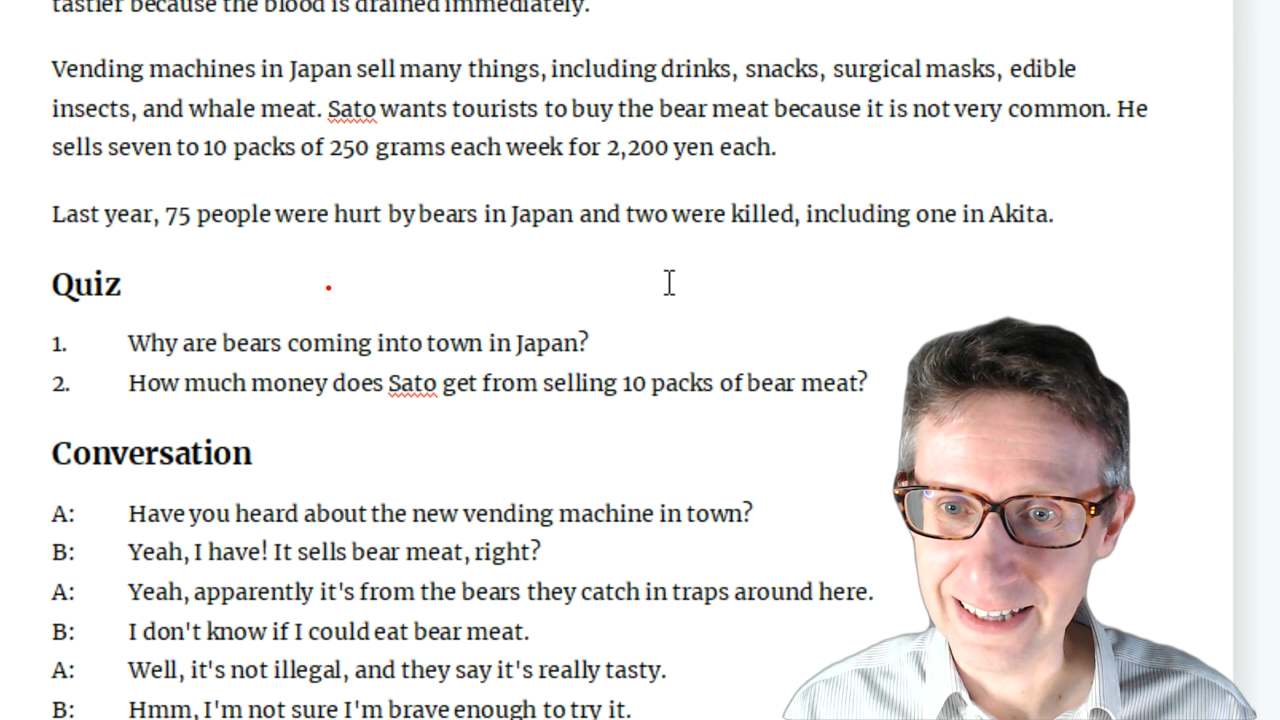 tastier because the blood is drained immediately.
Vending machines in Japan sell many things, including drinks, snacks, surgical masks, edible
insects, and whale meat. Sato wants tourists to buy the bear meat because it is not very common. He
sells seven to 10 packs of 250 grams each week for 2,200 yen each.
Last year, 75 people were hurt by bears in Japan and two were killed, including one in Akita.
Quiz
1. Why are bears coming into town in Japan?
2. How much money does Sato get from selling 10 packs of bear meat?
Conversation
A: Have you heard about the new vending machine in town?
B: Yeah, I have! It sells bear meat, right?
A: Yeah, apparently it's from the bears they catch in traps around here.
B: I don't know if I could eat bear meat.
A: Well, it's not illegal, and they say it's really tasty.
B: Hmm, I'm not sure I'm brave enough to try it.